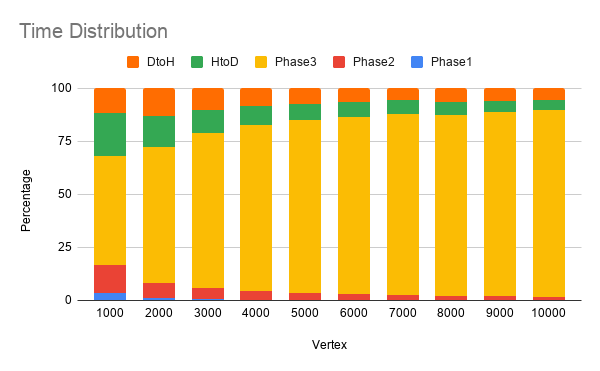 Time Distribution
DtoH HtoD Phase3 Phase2 Phase1
100
75
50
25
0
Percentage
1000 2000 3000 4000 5000 6000 7000 8000 9000 10000
Vertex